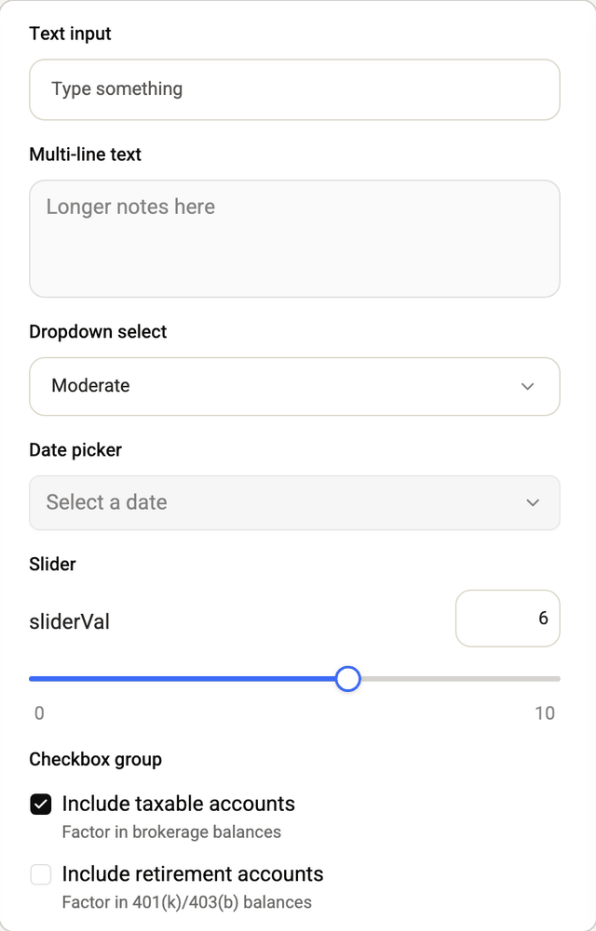 Text input
Type something
Multi-line text
Longer notes here
Dropdown select
Moderate
Date picker
Select a date
Slider
sliderVal
6
0
10
Checkbox group
Include taxable accounts
Factor in brokerage balances
Include retirement accounts
Factor in 401(k)/403(b) balances